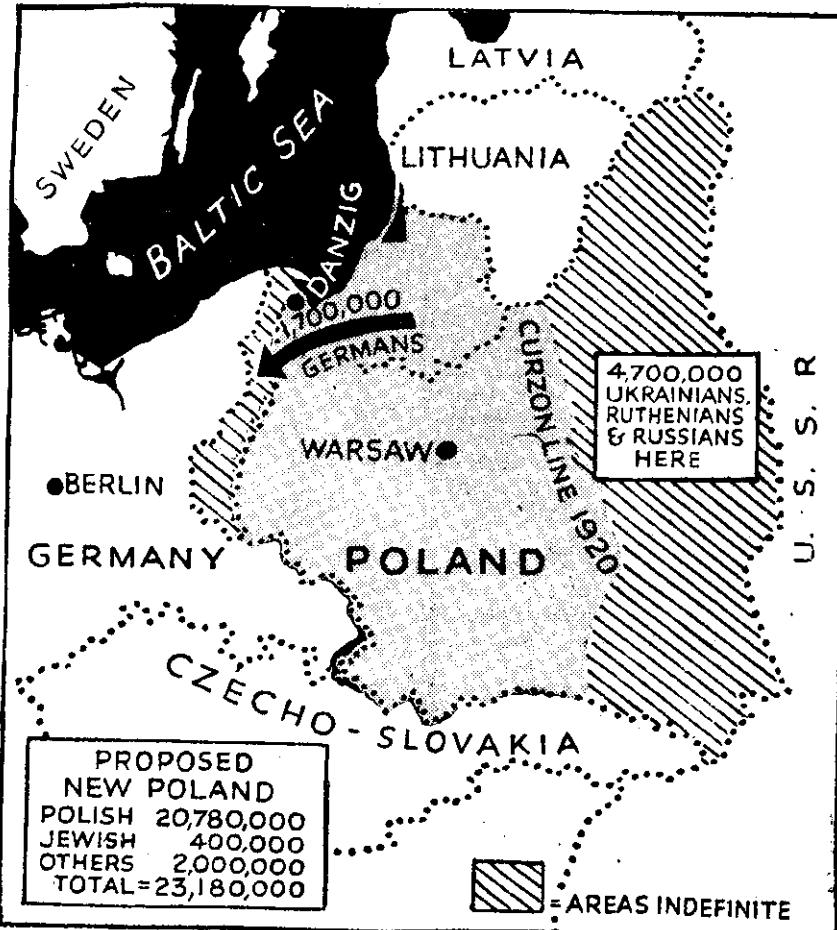 LATVIA
SWEDEN
BALTIC SEA
LITHUANIA
DANZIG
1,700,000
GERMANS
CURZON LINE 1920
4,700,000
UKRAINIANS,
RUTHENIANS
& RUSSIANS
HERE
U. S. S. R
WARSAW
BERLIN
GERMANY
POLAND
CZECHO-SLOVAKIA
PROPOSED
NEW POLAND
POLISH 20,780,000
JEWISH 400,000
OTHERS 2,000,000
TOTAL=23,180,000
=AREAS INDEFINITE